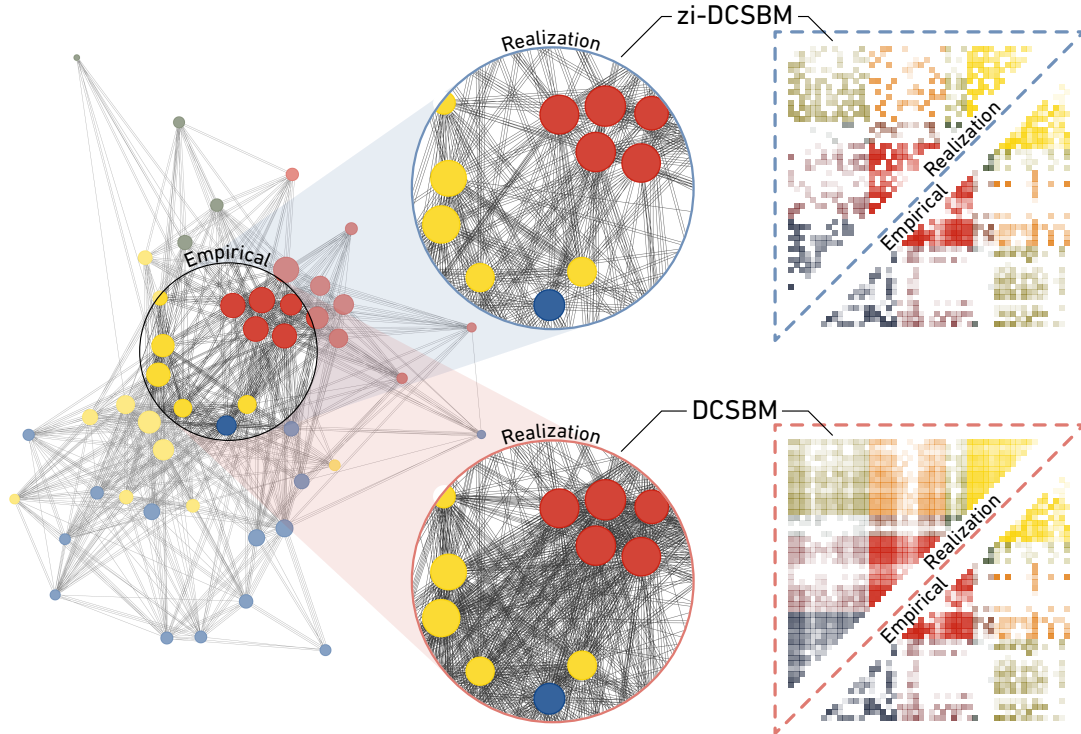 zi-DCSBM
Realization
Realization
Empirical
Empirical
DCSBM
Realization
Realization
Empirical